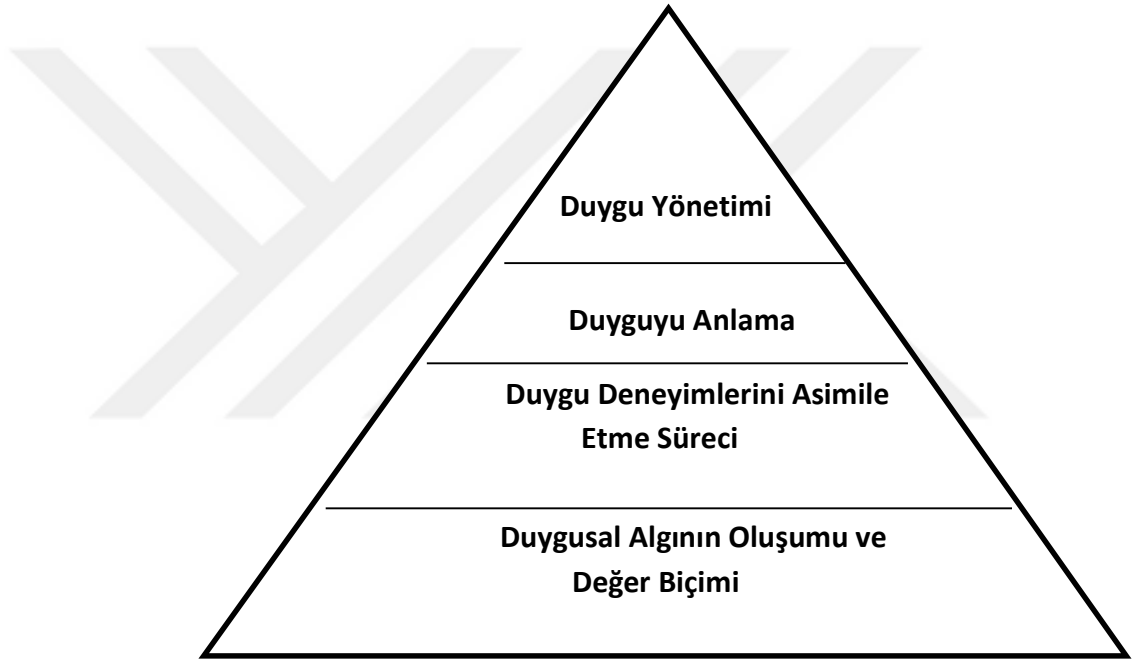 Duygu Yönetimi
Duyguyu Anlama
Duygu Deneyimlerini Asimile
Etme Süreci
Duygusal Algının Oluşumu ve
Değer Biçimi